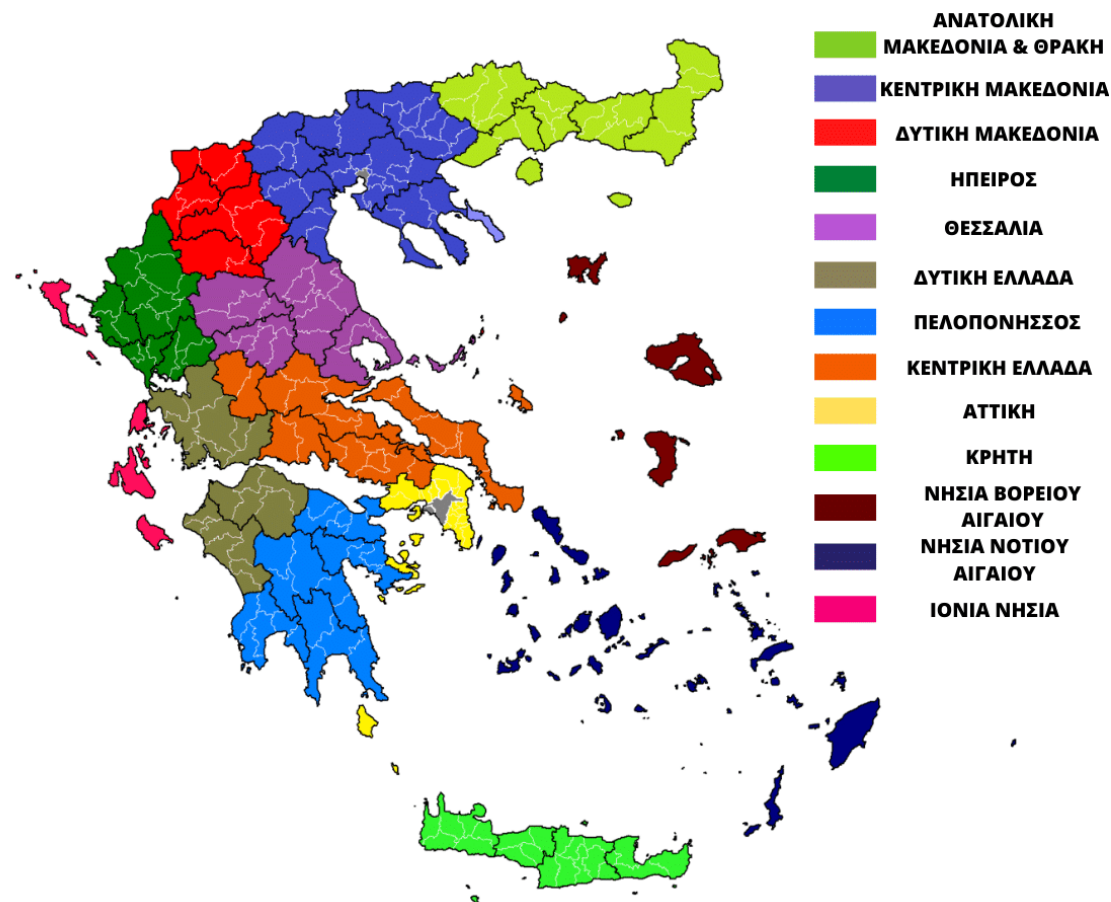 ΑΝΑΤΟΛΙΚΗ
ΜΑΚΕΔΟΝΙΑ & ΘΡΑΚΗ
ΚΕΝΤΡΙΚΗ ΜΑΚΕΔΟΝΙΑ
ΔΥΤΙΚΗ ΜΑΚΕΔΟΝΙΑ
ΗΠΕΙΡΟΣ
ΘΕΣΣΑΛΙΑ
ΔΥΤΙΚΗ ΕΛΛΑΔΑ
ΠΕΛΟΠΟΝΗΣΣΟΣ
ΚΕΝΤΡΙΚΗ ΕΛΛΑΔΑ
ΑΤΤΙΚΗ
ΚΡΗΤΗ
ΝΗΣΙΑ ΒΟΡΕΙΟΥ
ΑΙΓΑΙΟΥ
ΝΗΣΙΑ ΝΟΤΙΟΥ
ΑΙΓΑΙΟΥ
ΙΟΝΙΑ ΝΗΣΙΑ